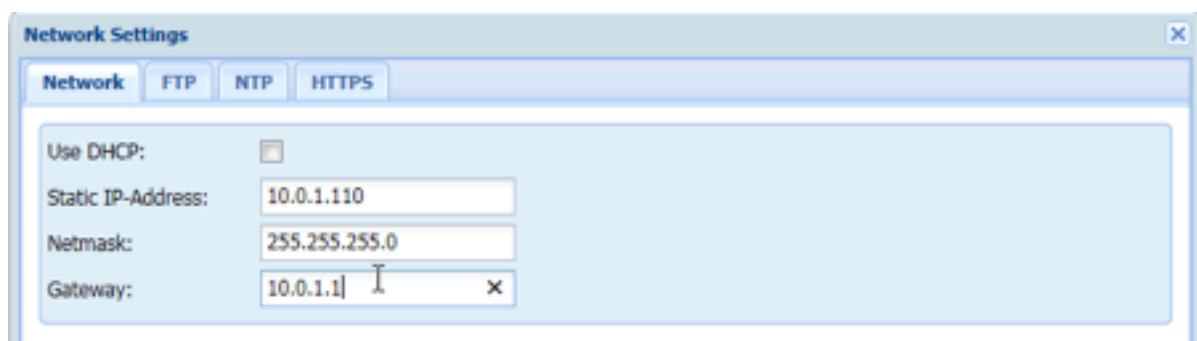 Network Settings
Network FTP NTP HTTPS
Use DHCP:
Static IP-Address: 10.0.1.110
Netmask: 255.255.255.0
Gateway: 10.0.1.1